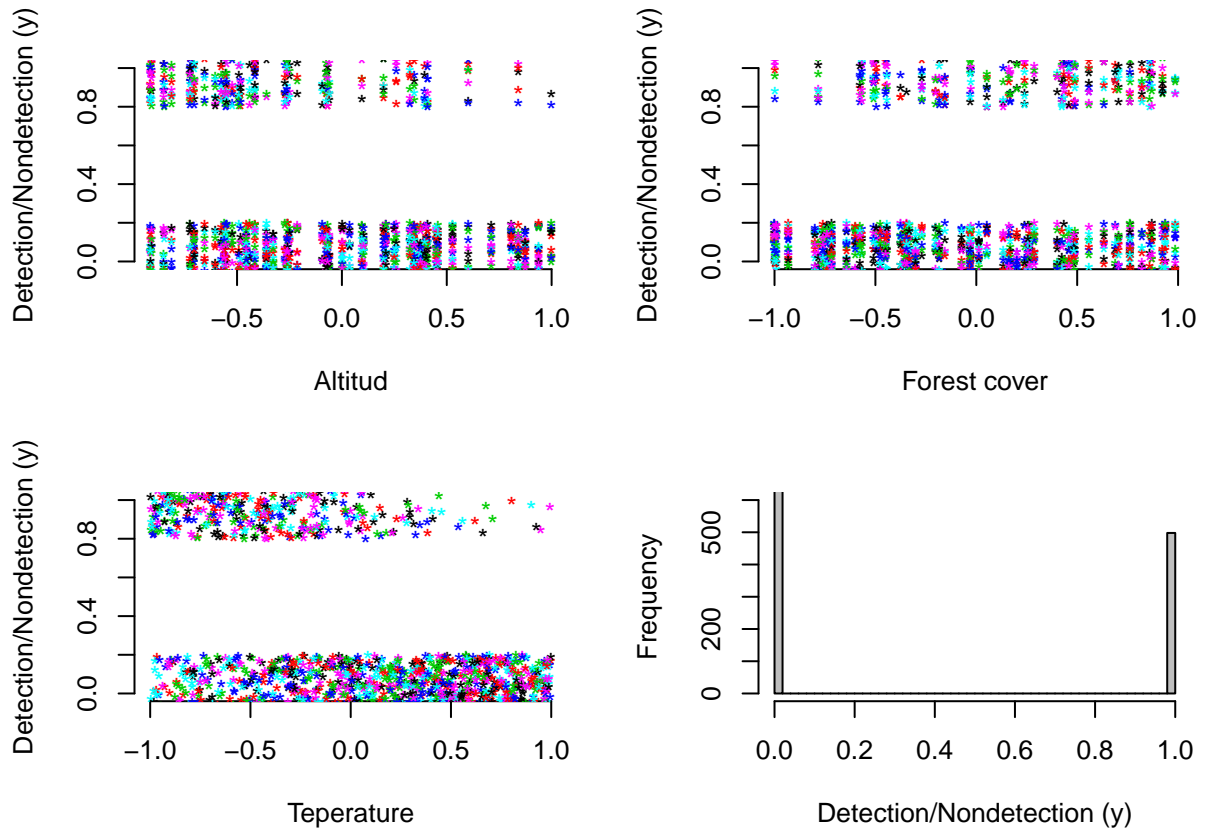 Detection/Nondetection (y)
0.8
0.4
0.0
−0.5 0.0 0.5 1.0
Altitud
Detection/Nondetection (y)
0.8
0.4
0.0
−1.0 −0.5 0.0 0.5 1.0
Forest cover
Detection/Nondetection (y)
0.8
0.4
0.0
−1.0 −0.5 0.0 0.5 1.0
Teperature
Frequency
500
200
0
0.0 0.2 0.4 0.6 0.8 1.0
Detection/Nondetection (y)